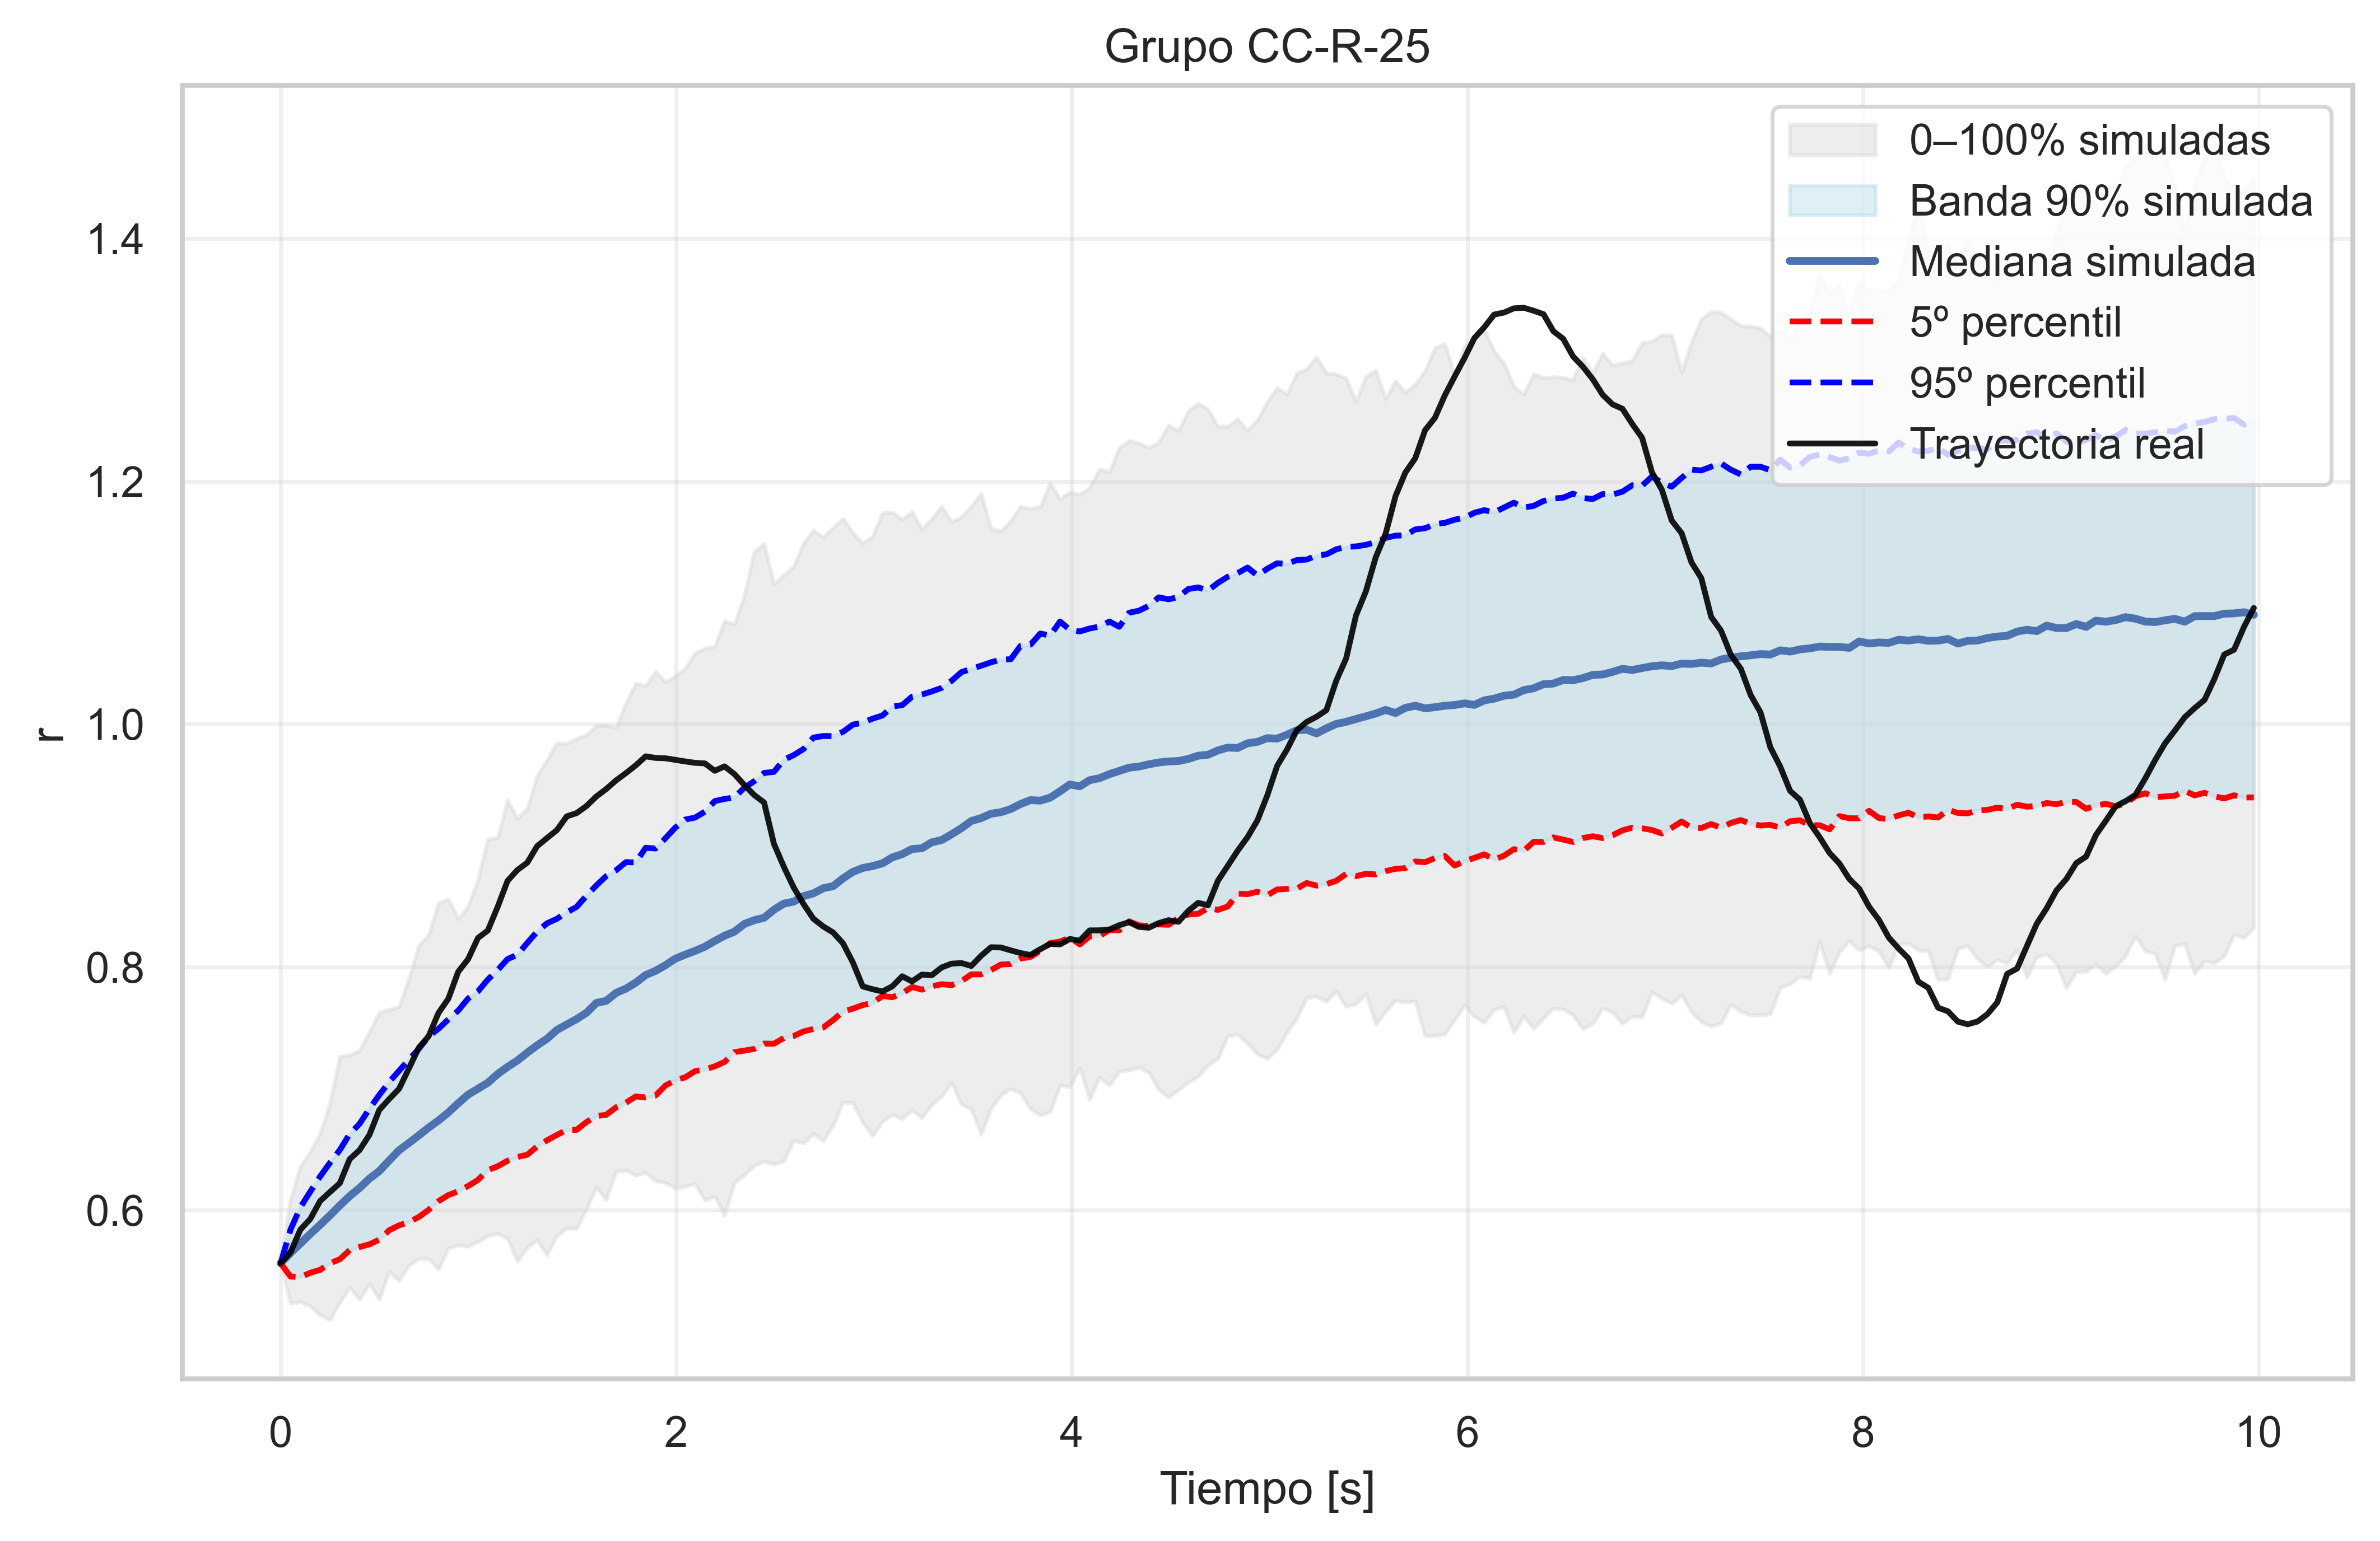 Grupo CC-R-25
0–100% simuladas
Banda 90% simulada
Mediana simulada
5º percentil
95º percentil
Trayectoria real
r
1.4
1.2
1.0
0.8
0.6
0
2
4
6
8
10
Tiempo [s]